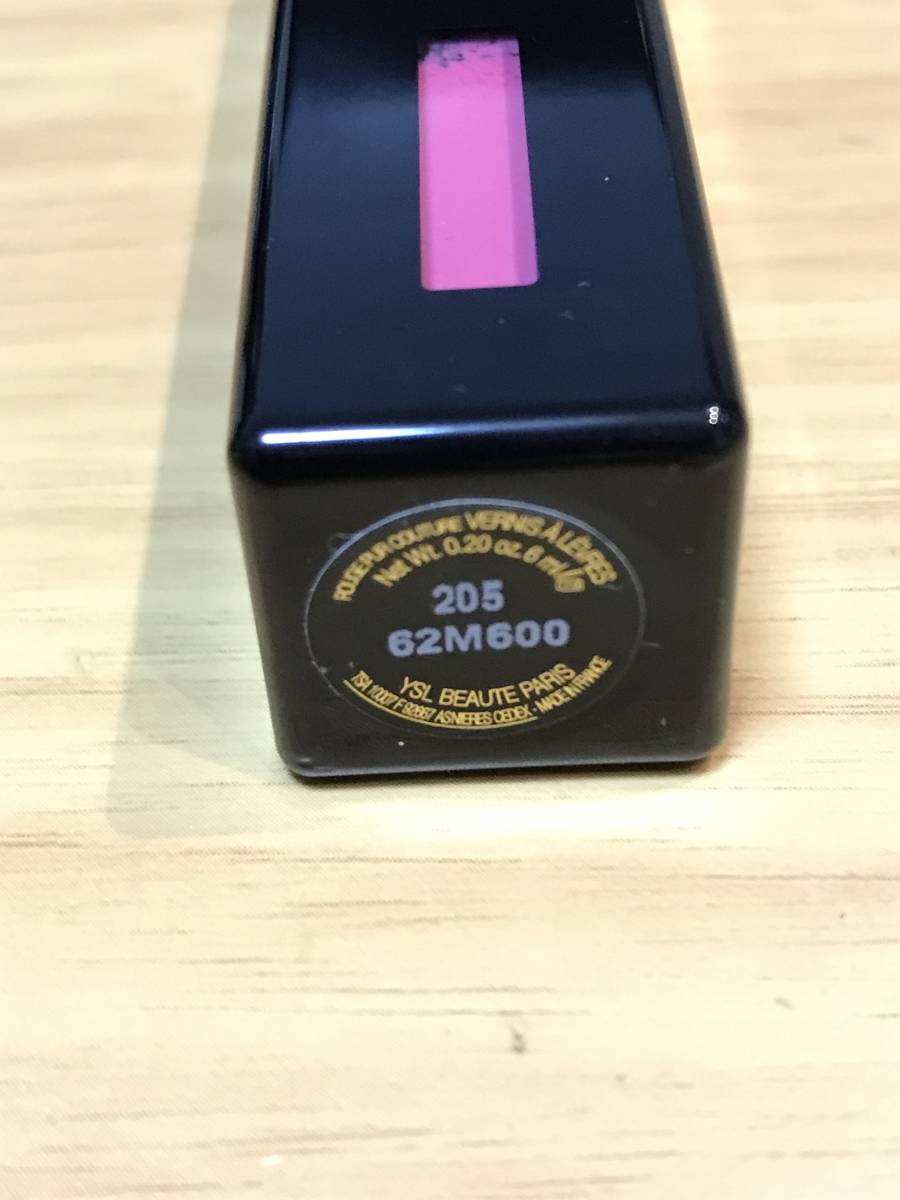 ROUGE PUR COUTURE VERNIS À LÈVRES
Net Wt. 0.20 oz. 6 ml/g
205
62M600
YSL BEAUTE PARIS
TSA 10007 F 92667 ASNIERES CEDEX - MADE IN FRANCE